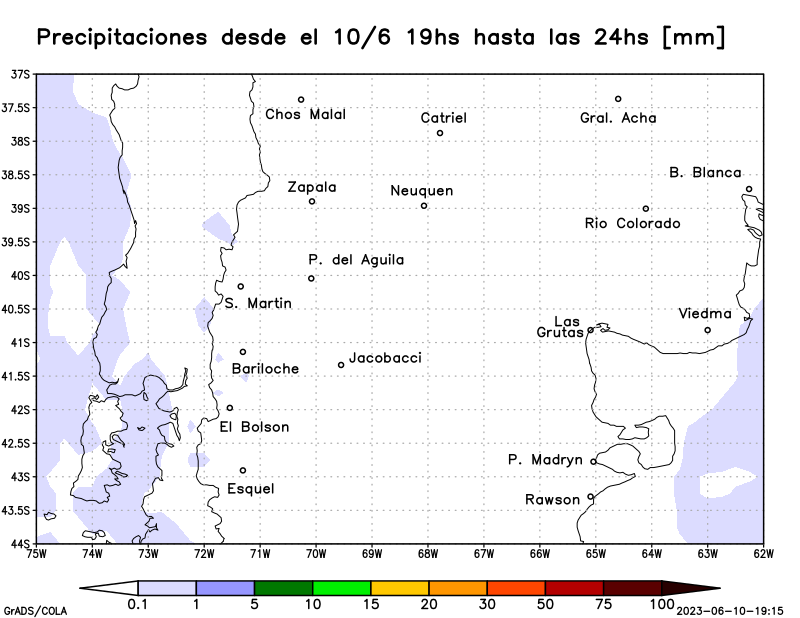 Precipitaciones desde el 10/6 19hs hasta las 24hs [mm]
37S
37.5S
38S
38.5S
39S
39.5S
40S
40.5S
41S
41.5S
42S
42.5S
43S
43.5S
44S
Chos Malal
Catriel
Gral. Acha
B. Blanca
Zapala
Neuquen
Rio Colorado
P. del Aguila
S. Martin
Viedma
Las
Grutas
Bariloche
Jacobacci
El Bolson
P. Madryn
Esquel
Rawson
75W 74W 73W 72W 71W 70W 69W 68W 67W 66W 65W 64W 63W 62W
0.1 1 5 10 15 20 30 50 75 100
GrADS/COLA
2023-06-10-19:15